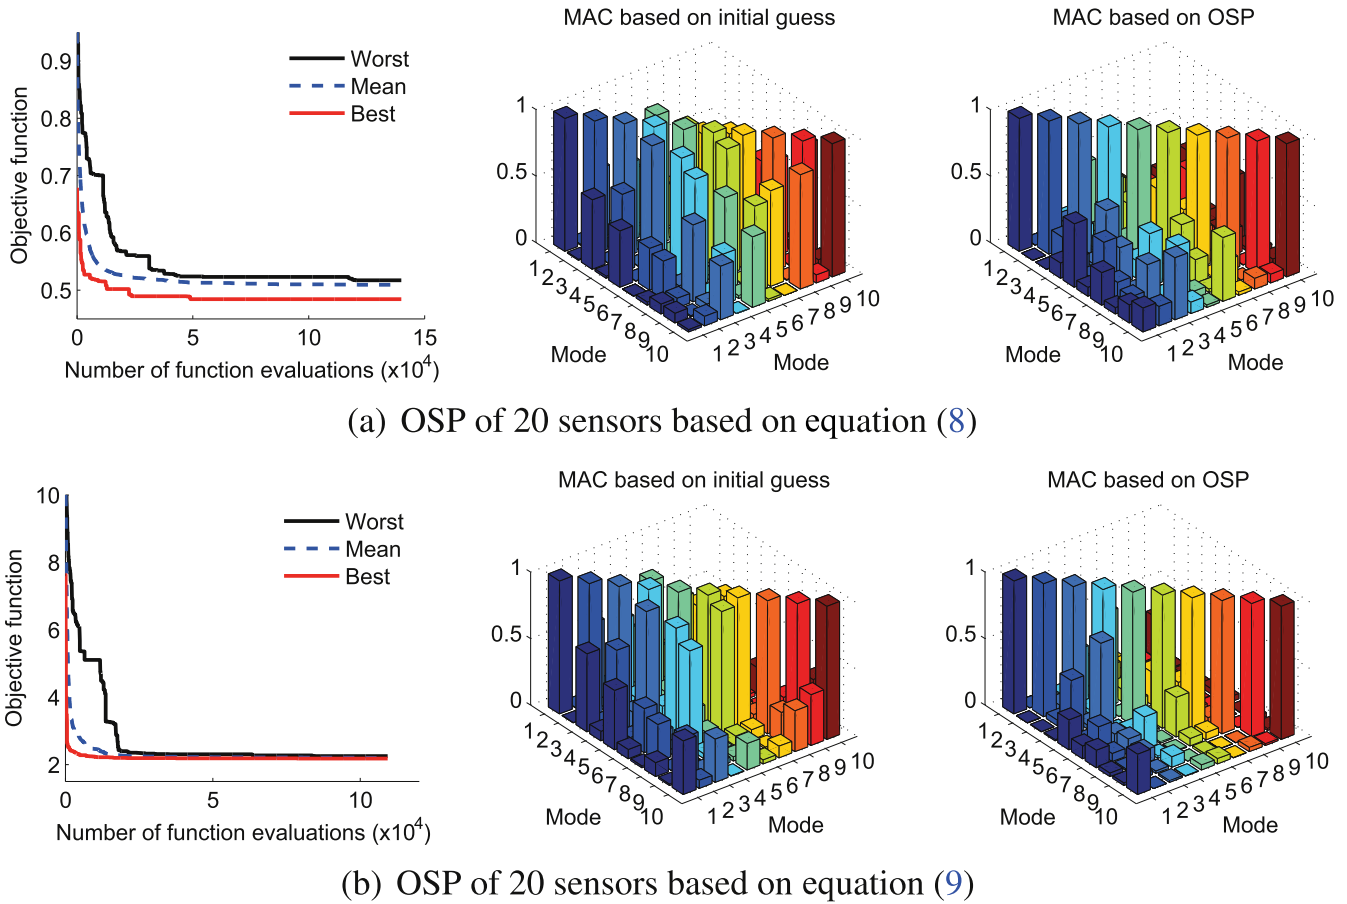 MAC based on initial guess
MAC based on OSP
0.9
0.8
0.7
0.6
0.5
Objective function
Worst
Mean
Best
0 5 10 15
Number of function evaluations (x10⁴)
1
0.5
0
1 2 3 4 5 6 7 8 9 10
Mode
1 2 3 4 5 6 7 8 9 10
Mode
1
0.5
0
1 2 3 4 5 6 7 8 9 10
Mode
1 2 3 4 5 6 7 8 9 10
Mode
(a) OSP of 20 sensors based on equation (8)
MAC based on initial guess
MAC based on OSP
10
8
6
4
2
Objective function
Worst
Mean
Best
0 5 10
Number of function evaluations (x10⁴)
1
0.5
0
1 2 3 4 5 6 7 8 9 10
Mode
1 2 3 4 5 6 7 8 9 10
Mode
1
0.5
0
1 2 3 4 5 6 7 8 9 10
Mode
1 2 3 4 5 6 7 8 9 10
Mode
(b) OSP of 20 sensors based on equation (9)